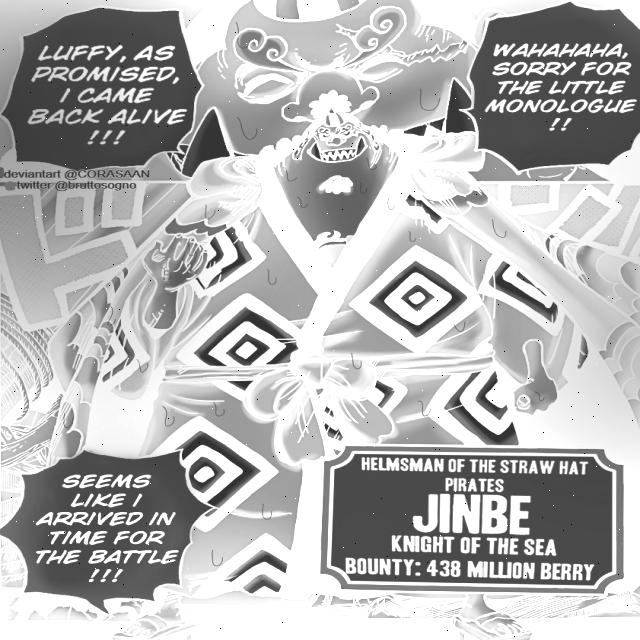 LUFFY, AS
PROMISED,
I CAME
BACK ALIVE
!!!
WAHAHAHA,
SORRY FOR
THE LITTLE
MONOLOGUE
!!
deviantart @CORASAAN
twitter @bruttosogno
SEEMS
LIKE I
ARRIVED IN
TIME FOR
THE BATTLE
!!!
HELMSMAN OF THE STRAW HAT
PIRATES
JINBE
KNIGHT OF THE SEA
BOUNTY: 438 MILLION BERRY